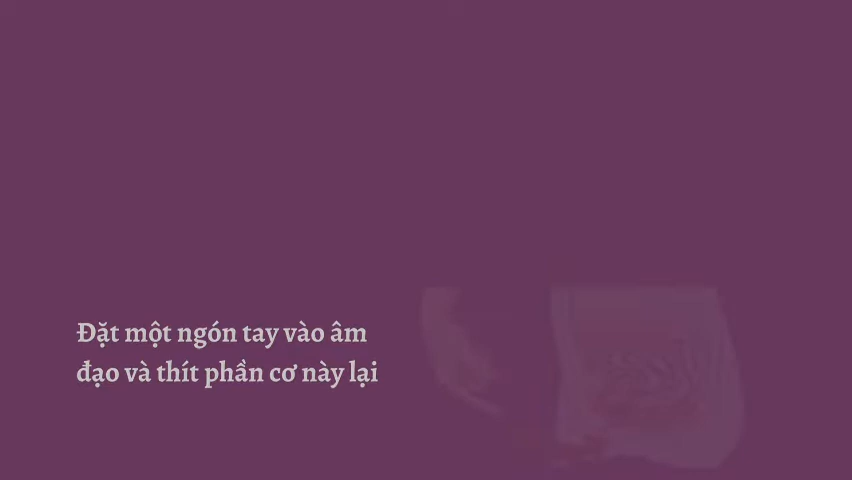 Đặt một ngón tay vào âm
đạo và thít phần cơ này lại